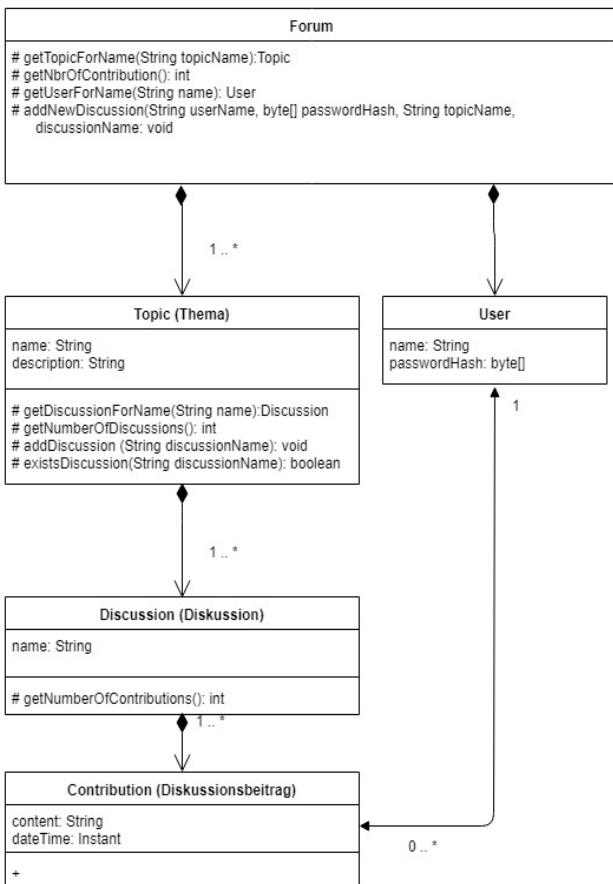 Forum
# getTopicForName(String topicName):Topic
# getNbrOfContribution(): int
# getUserForName(String name): User
# addNewDiscussion(String userName, byte[] passwordHash, String topicName,
discussionName: void
1 .. *
Topic (Thema)
name: String
description: String
# getDiscussionForName(String name):Discussion
# getNumberOfDiscussions(): int
# addDiscussion (String discussionName): void
# existsDiscussion(String discussionName): boolean
User
name: String
passwordHash: byte[]
1
1 .. *
Discussion (Diskussion)
name: String
# getNumberOfContributions(): int
1 .. *
Contribution (Diskussionsbeitrag)
content: String
dateTime: Instant
+
0 .. *